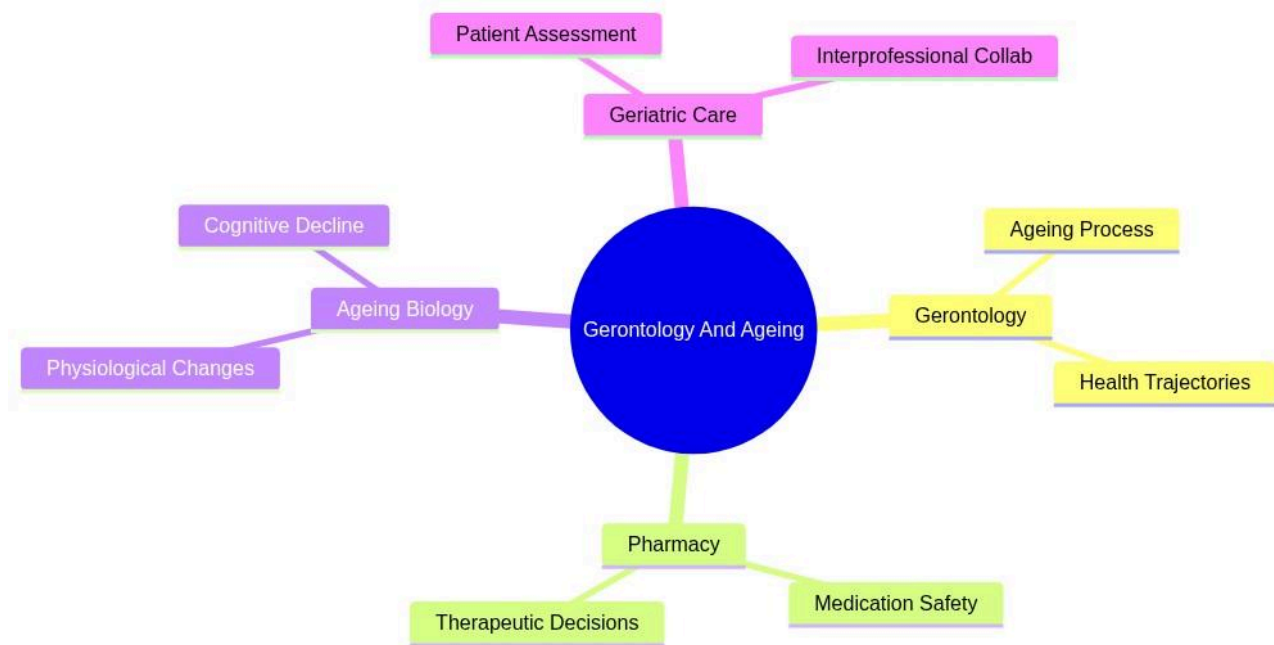 Patient Assessment
Interprofessional Collab
Geriatric Care
Cognitive Decline
Ageing Process
Ageing Biology
Gerontology And Ageing
Gerontology
Physiological Changes
Health Trajectories
Pharmacy
Therapeutic Decisions
Medication Safety